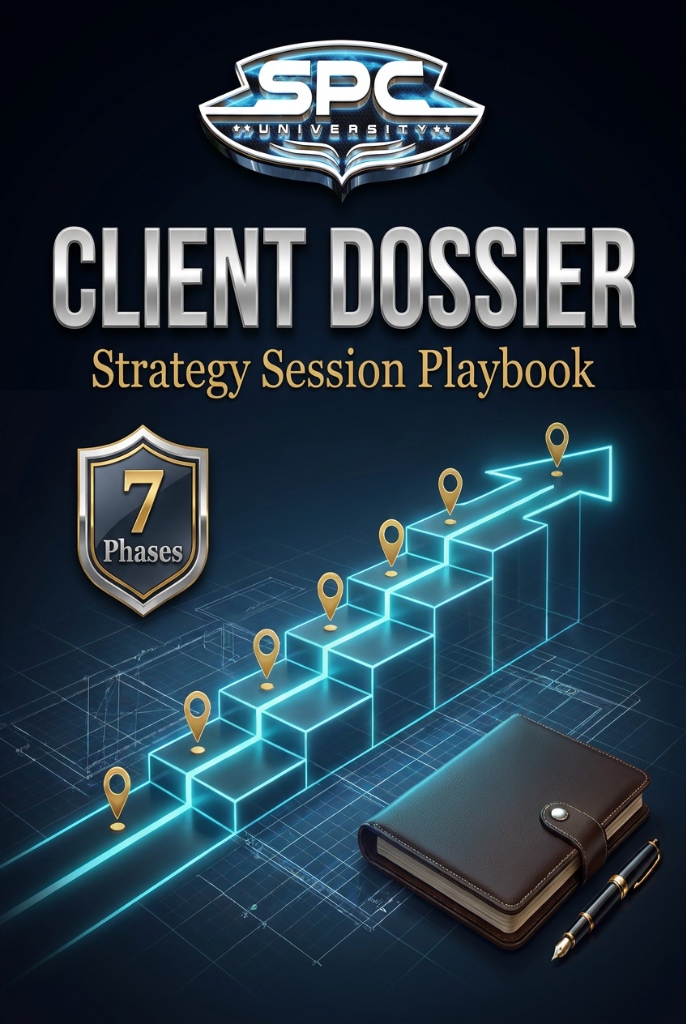 SPC
UNIVERSITY
CLIENT DOSSIER
Strategy Session Playbook
7
Phases